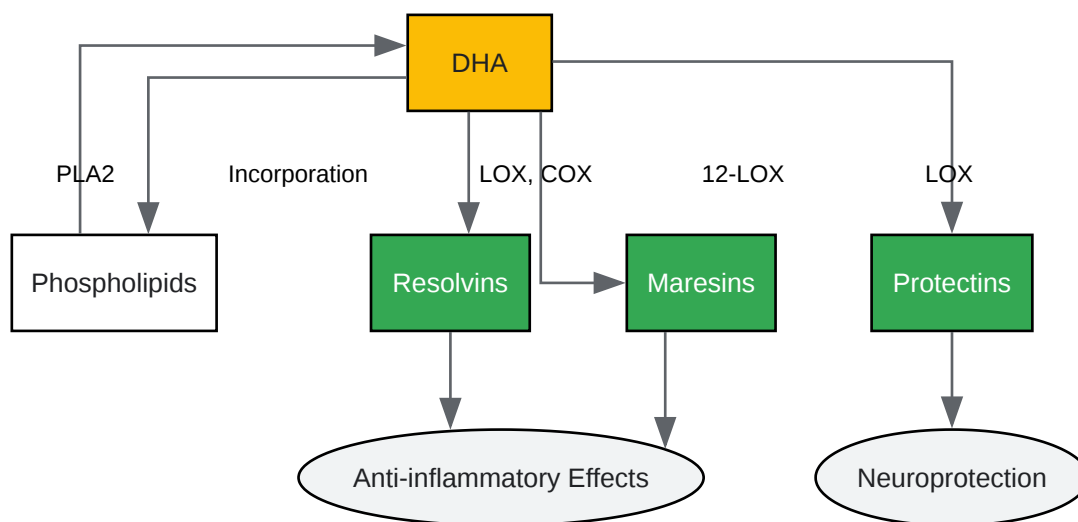 DHA
PLA2
Incorporation
LOX, COX
12-LOX
LOX
Phospholipids
Resolvins
Maresins
Protectins
Anti-inflammatory Effects
Neuroprotection